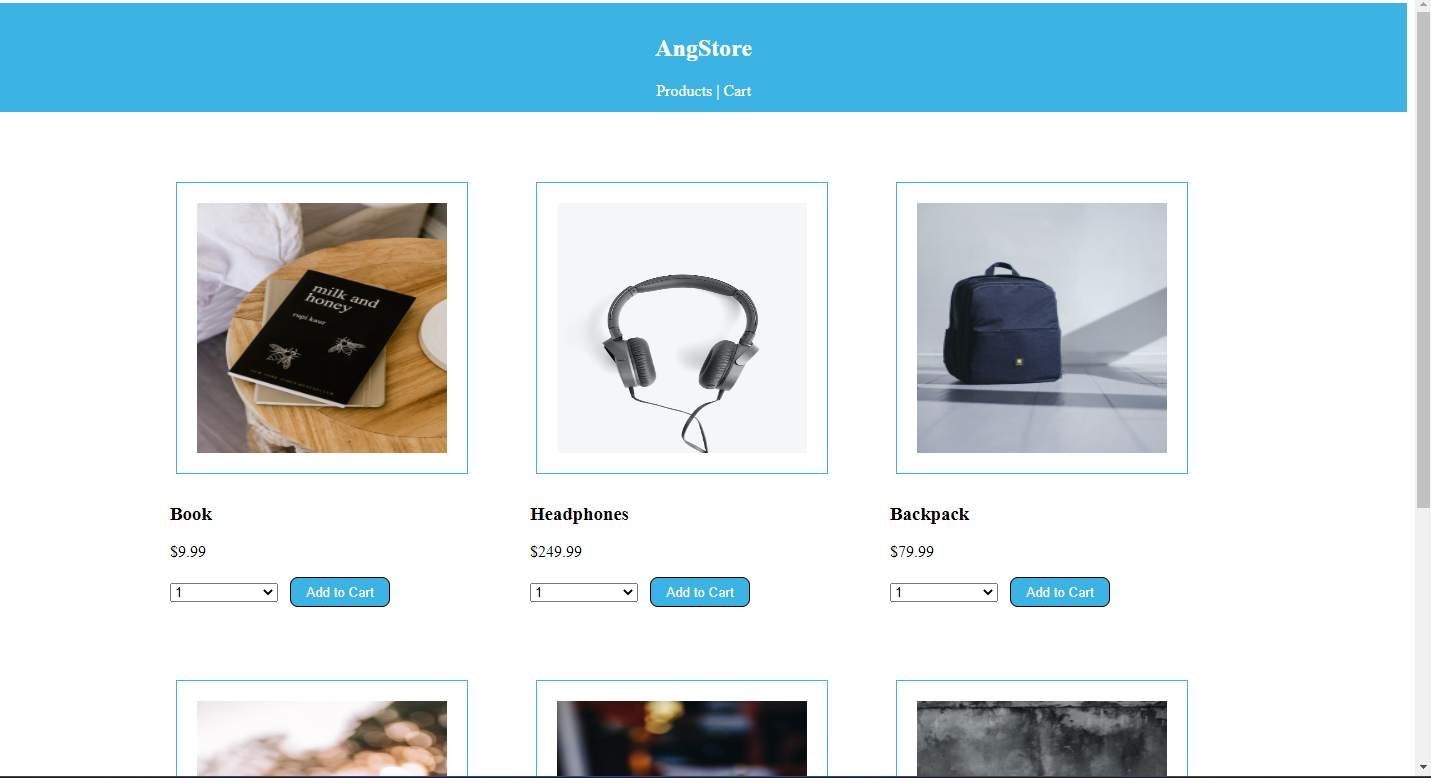 AngStore
Products | Cart
milk and
honey
rupi kaur
Book
Headphones
Backpack
$9.99
$249.99
$79.99
1 Add to Cart
1 Add to Cart
1 Add to Cart